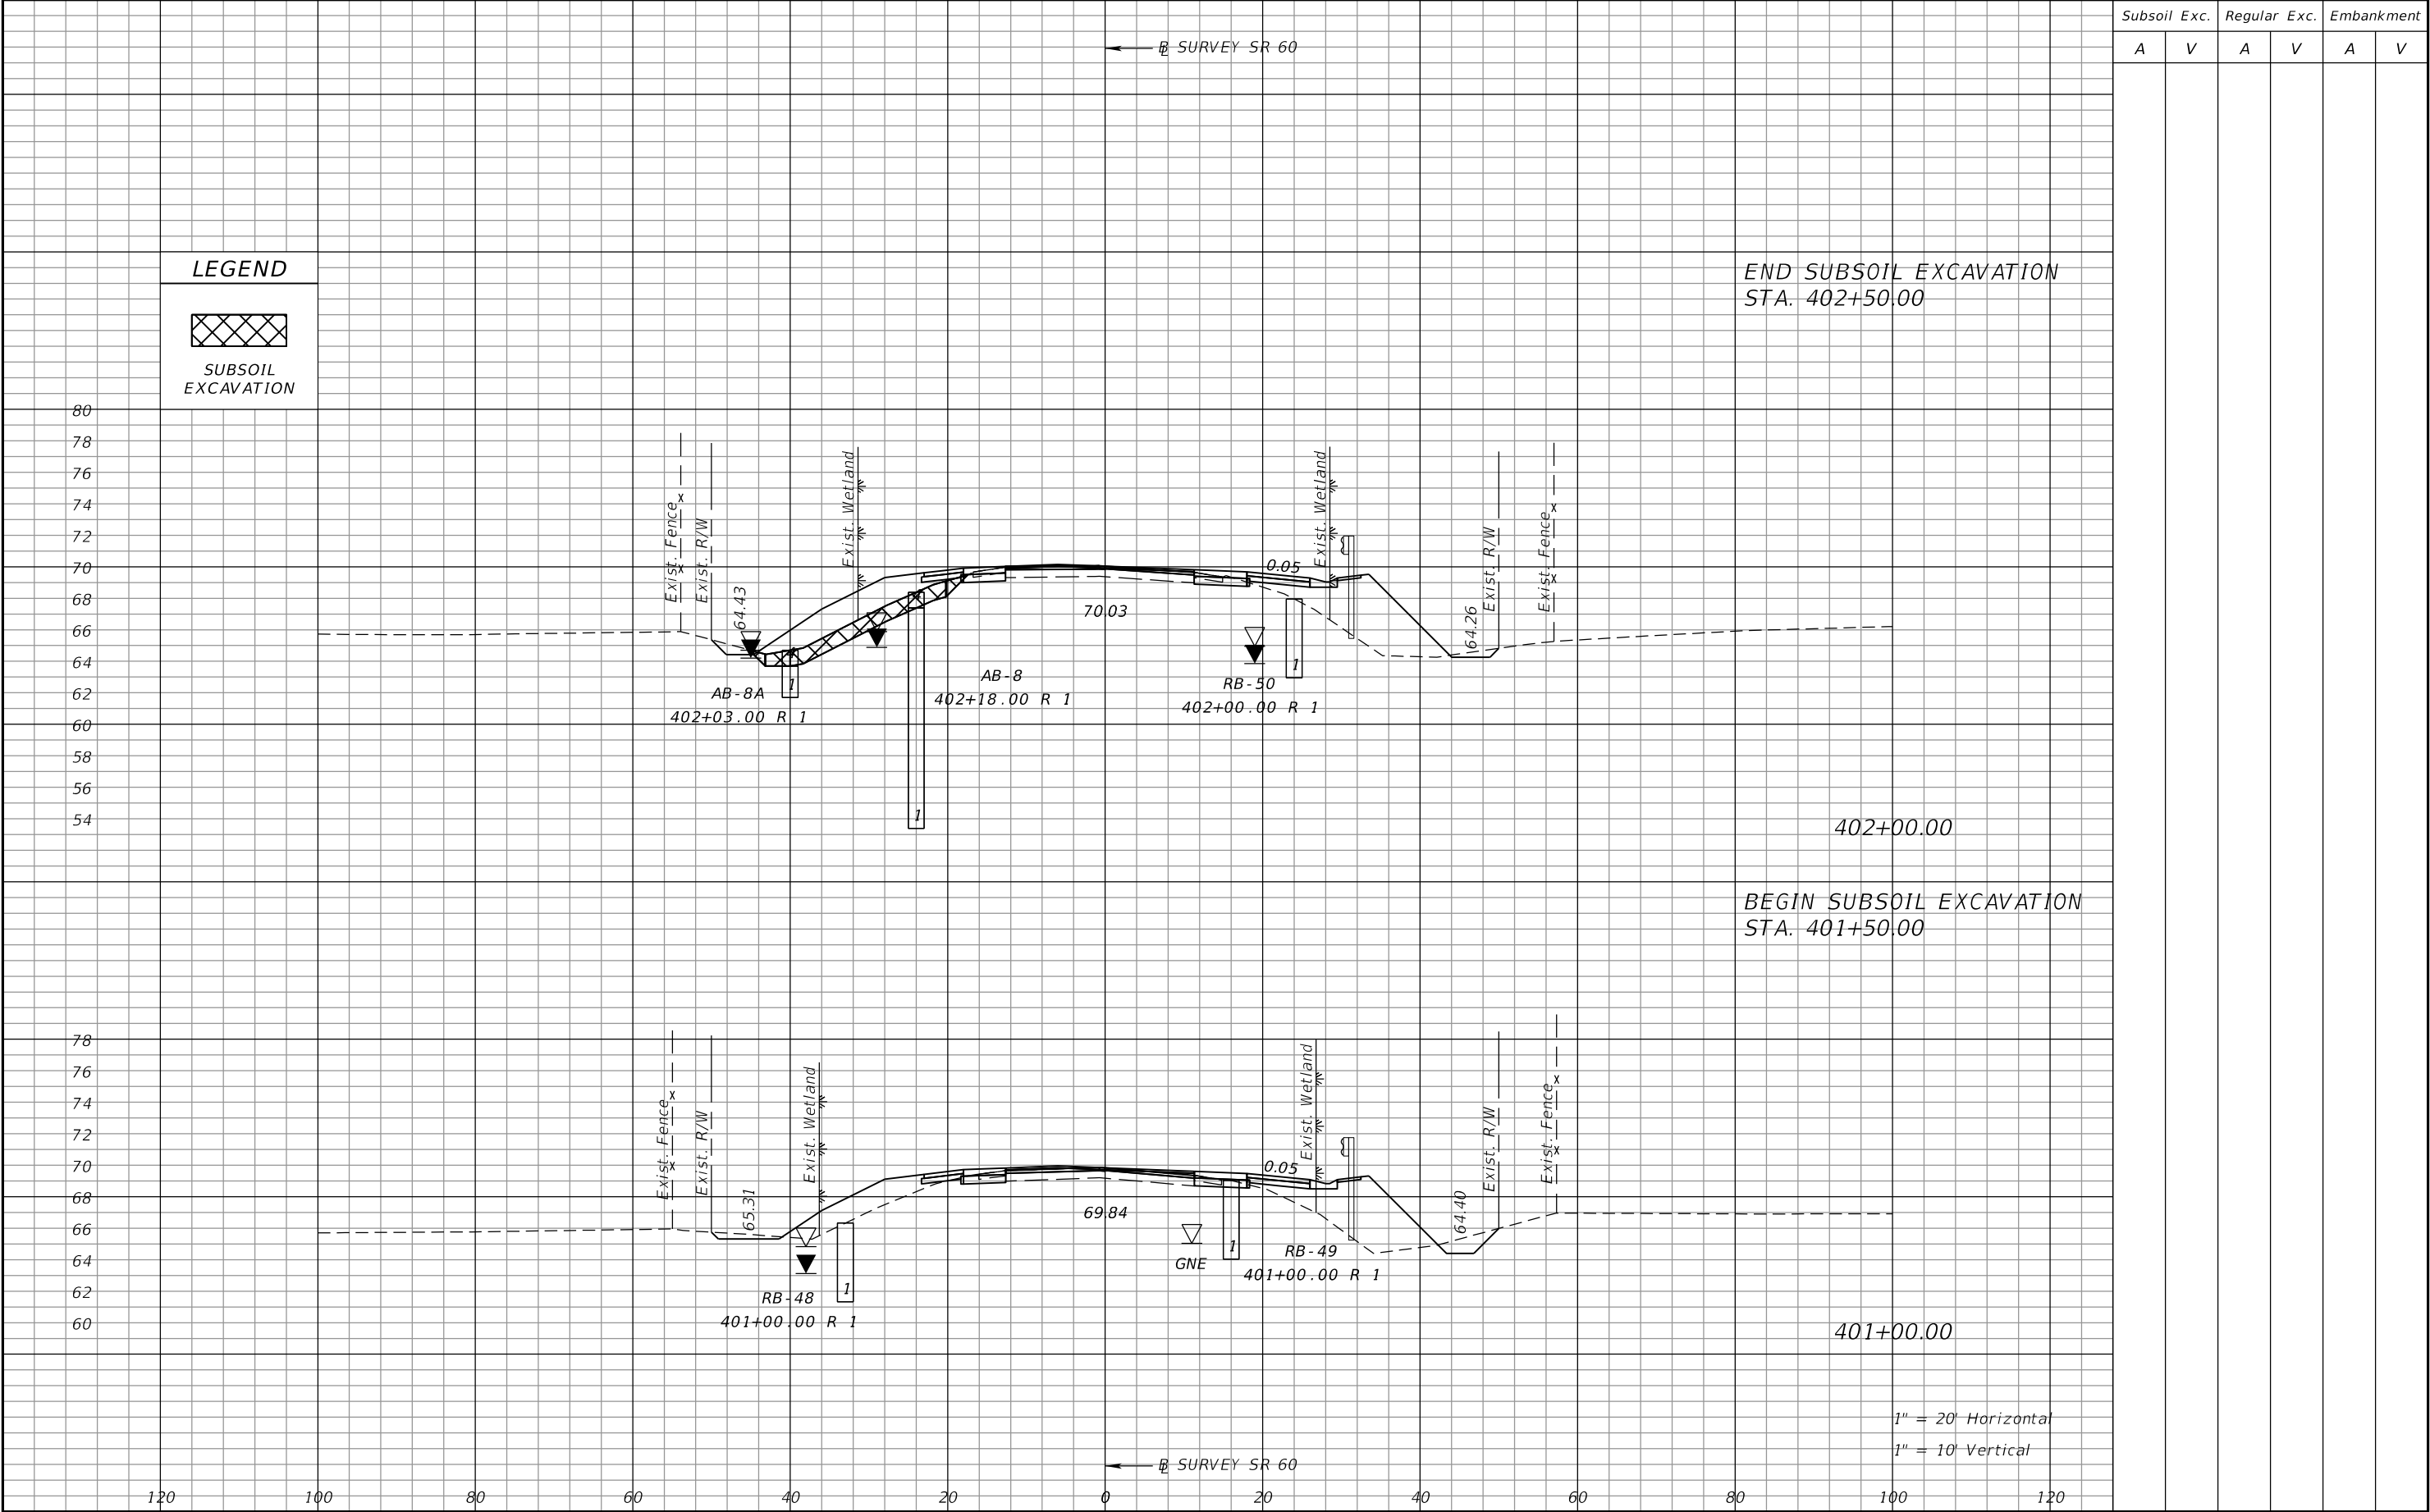 Subsoil Exc. Regular Exc. Embankment
A V A V A V
B SURVEY SR 60
LEGEND
SUBSOIL
EXCAVATION
END SUBSOIL EXCAVATION
STA. 402+50.00
80
78
76
74
72
70
68
66
64
62
60
58
56
54
Exist. Fence
Exist. R/W
64.43
Exist. Wetland
4
4
1
1
AB-8A
402+03.00 R 1
AB-8
402+18.00 R 1
70.03
0.05
Exist. Wetland
1
RB-50
402+00.00 R 1
64.26
Exist. R/W
Exist. Fence
402+00.00
BEGIN SUBSOIL EXCAVATION
STA. 401+50.00
78
76
74
72
70
68
66
64
62
60
Exist. Fence
Exist. R/W
65.31
Exist. Wetland
1
RB-48
401+00.00 R 1
69.84
0.05
GNE
1
RB-49
401+00.00 R 1
Exist. Wetland
64.40
Exist. R/W
Exist. Fence
401+00.00
1" = 20' Horizontal
1" = 10' Vertical
B SURVEY SR 60
120 100 80 60 40 20 0 20 40 60 80 100 120